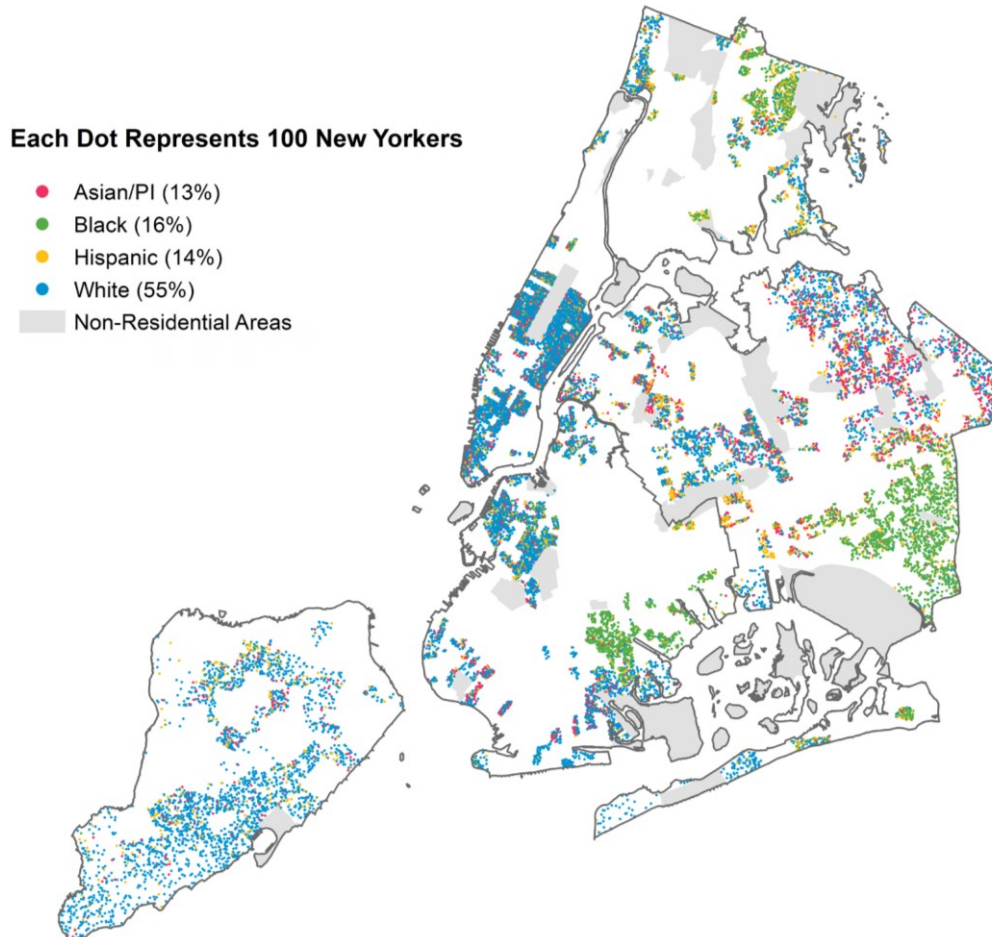 Each Dot Represents 100 New Yorkers
Asian/PI (13%)
Black (16%)
Hispanic (14%)
White (55%)
Non-Residential Areas